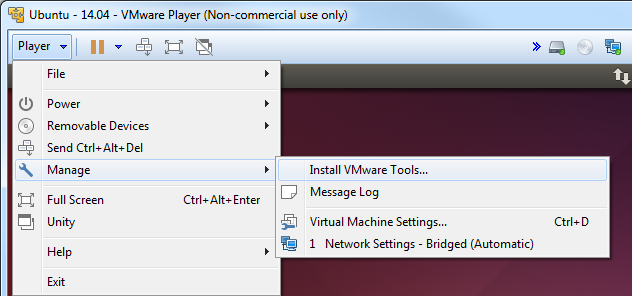 Ubuntu - 14.04 - VMware Player (Non-commercial use only)
Player
File
Power
Removable Devices
Send Ctrl+Alt+Del
Manage
Install VMware Tools...
Message Log
Full Screen Ctrl+Alt+Enter
Virtual Machine Settings... Ctrl+D
Unity
1 Network Settings - Bridged (Automatic)
Help
Exit